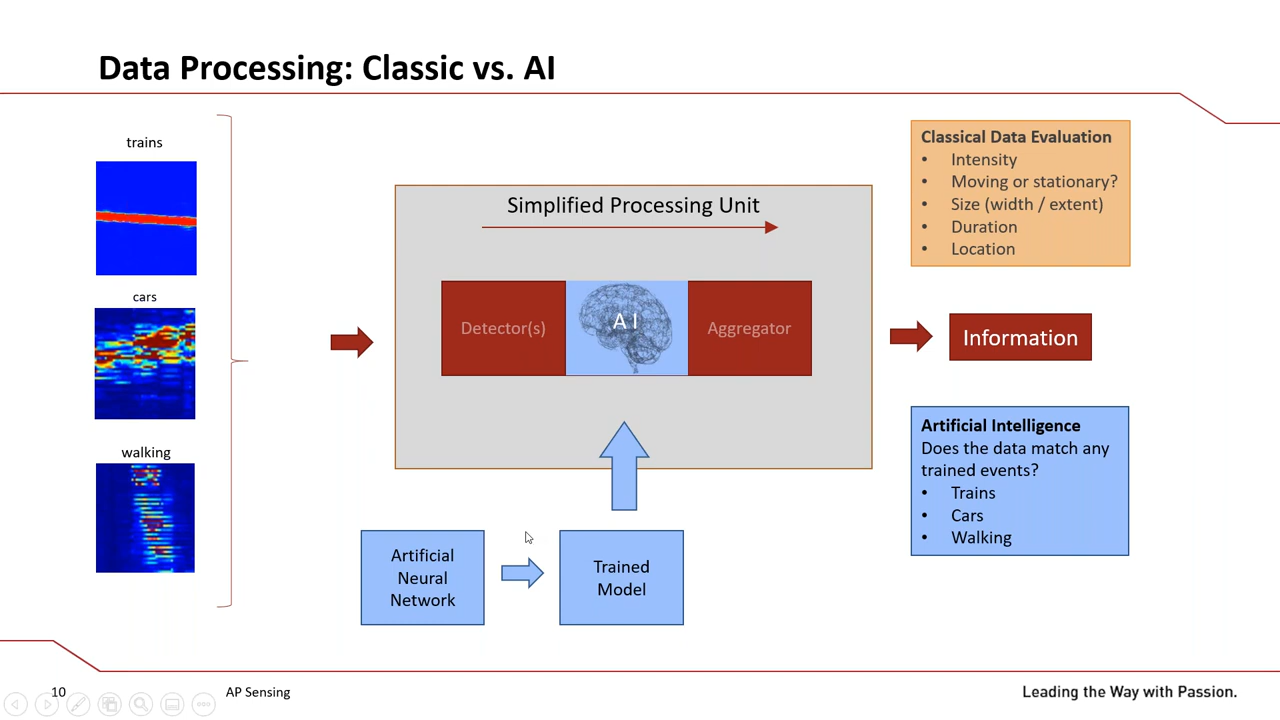 Data Processing: Classic vs. AI
trains
cars
walking
Simplified Processing Unit
Detector(s)
AI
Aggregator
Artificial
Neural
Network
Trained
Model
Classical Data Evaluation
• Intensity
• Moving or stationary?
• Size (width / extent)
• Duration
• Location
Information
Artificial Intelligence
Does the data match any
trained events?
• Trains
• Cars
• Walking
10
AP Sensing
Leading the Way with Passion.